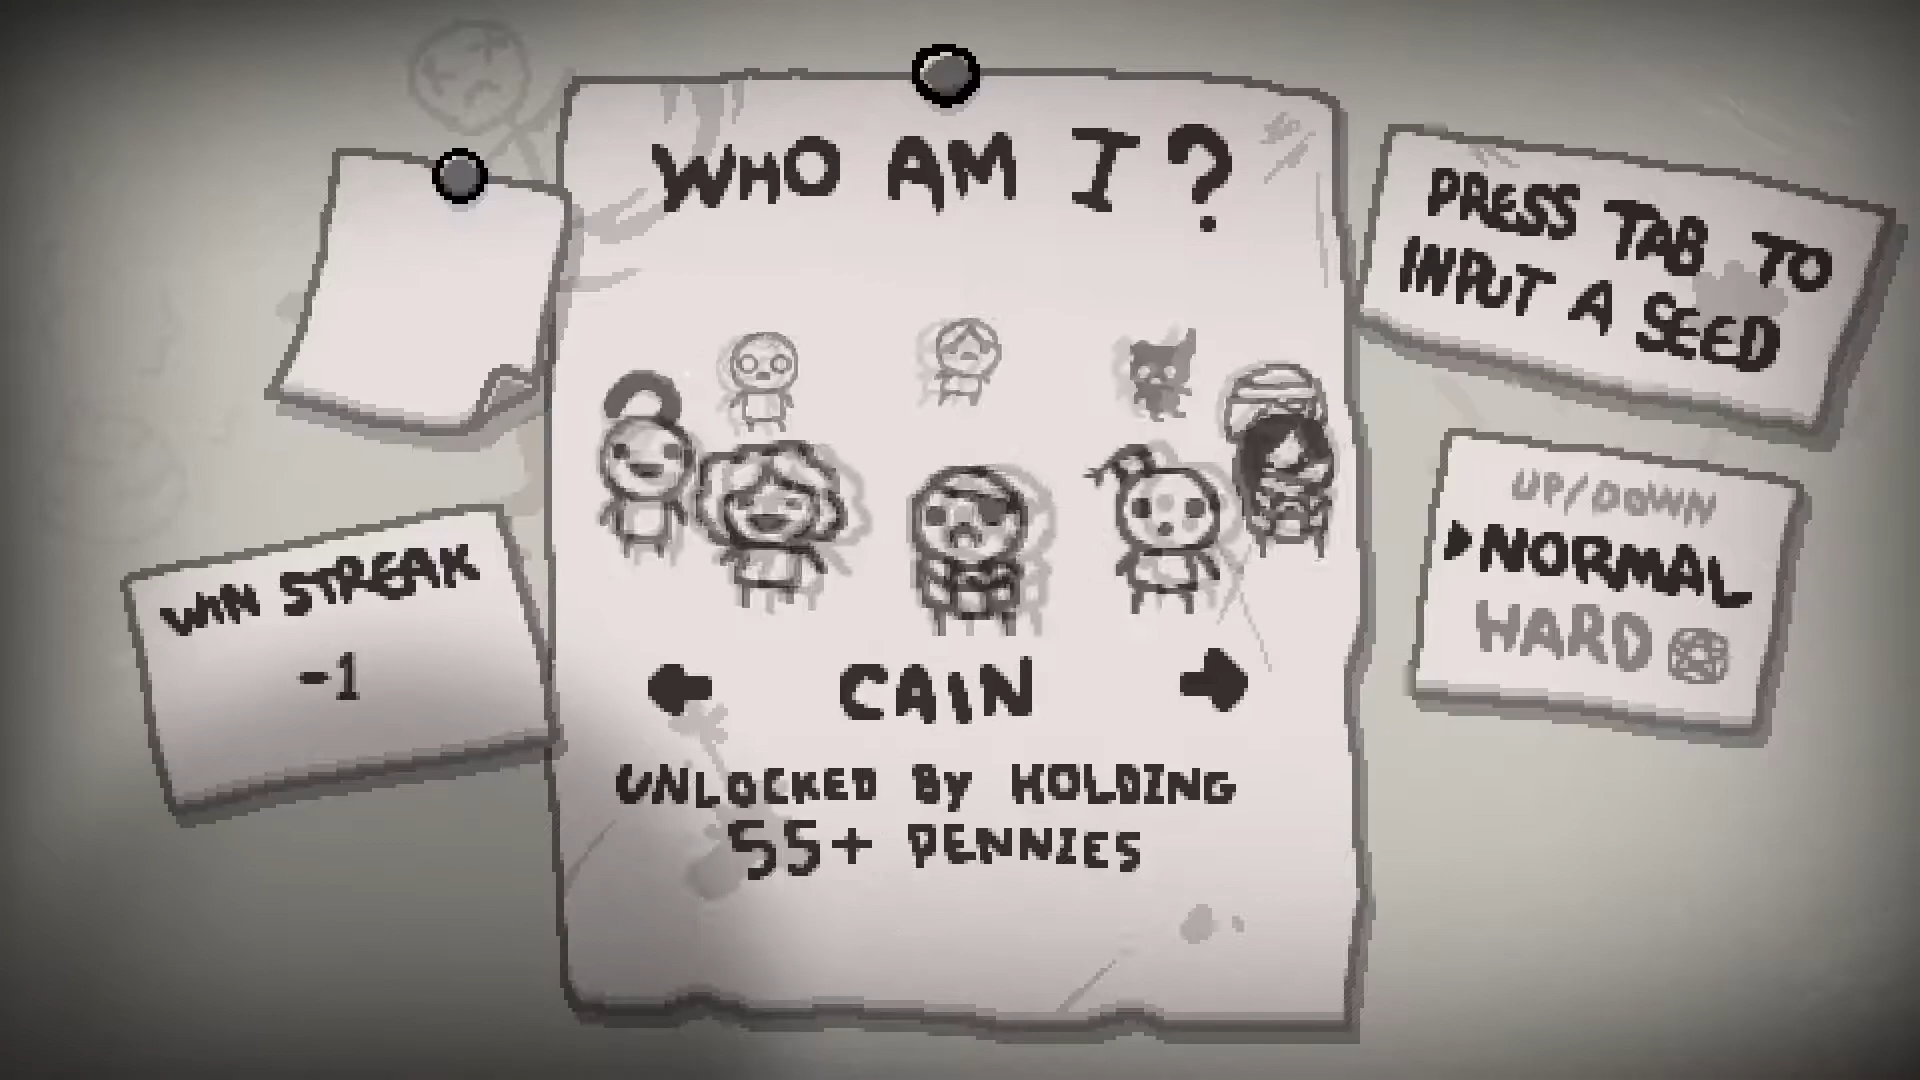 WHO AM I?
PRESS TAB TO
INPUT A SEED
UP/DOWN
NORMAL
HARD
WIN STREAK
-1
CAIN
UNLOCKED BY HOLDING
55+ PENNIES